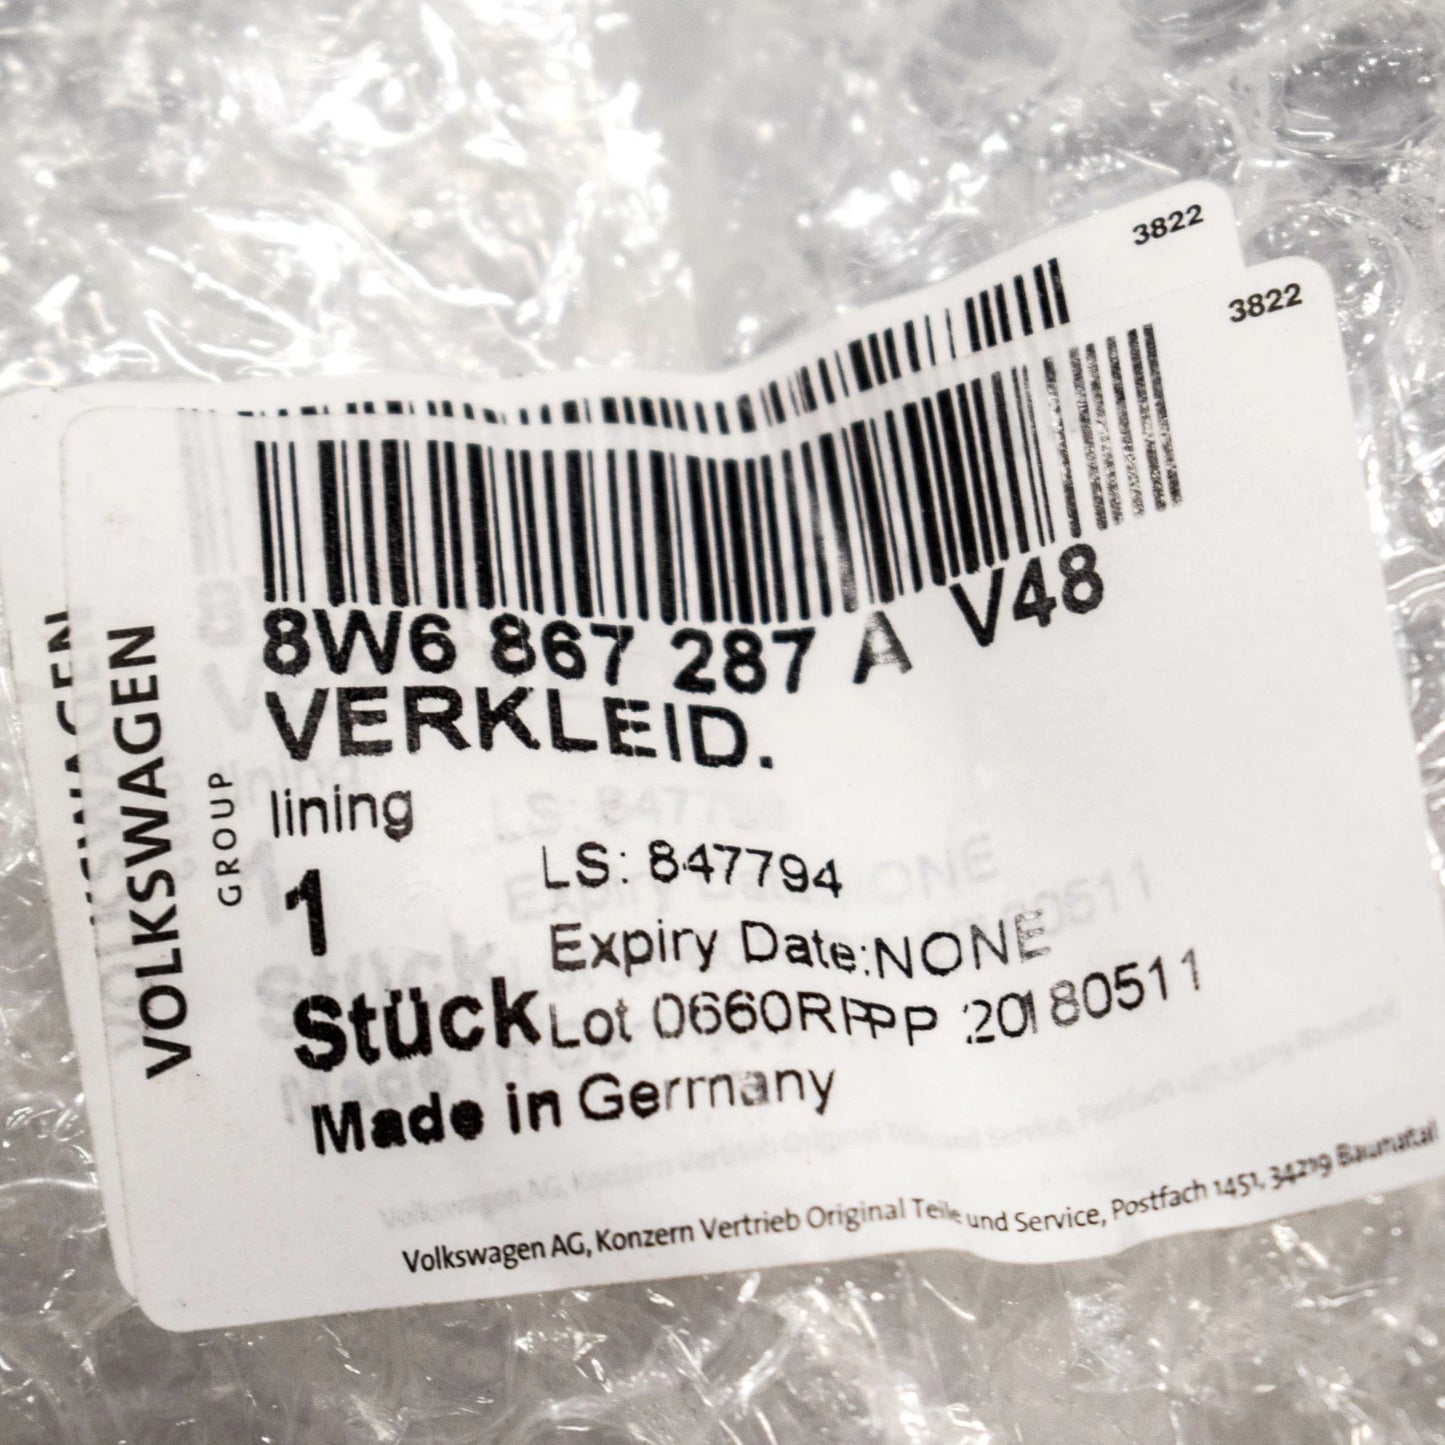 3822
3822
8W6 867 287 A V48
VERKLEID.
lining
1
Stück
LS: 847794
Expiry Date:NONE
Lot 0660RPPP 20180511
Made in Germany
VOLKSWAGEN
GROUP
Volkswagen AG, Konzern Vertrieb Original Teile und Service, Postfach 1451, 34219 Baunatal